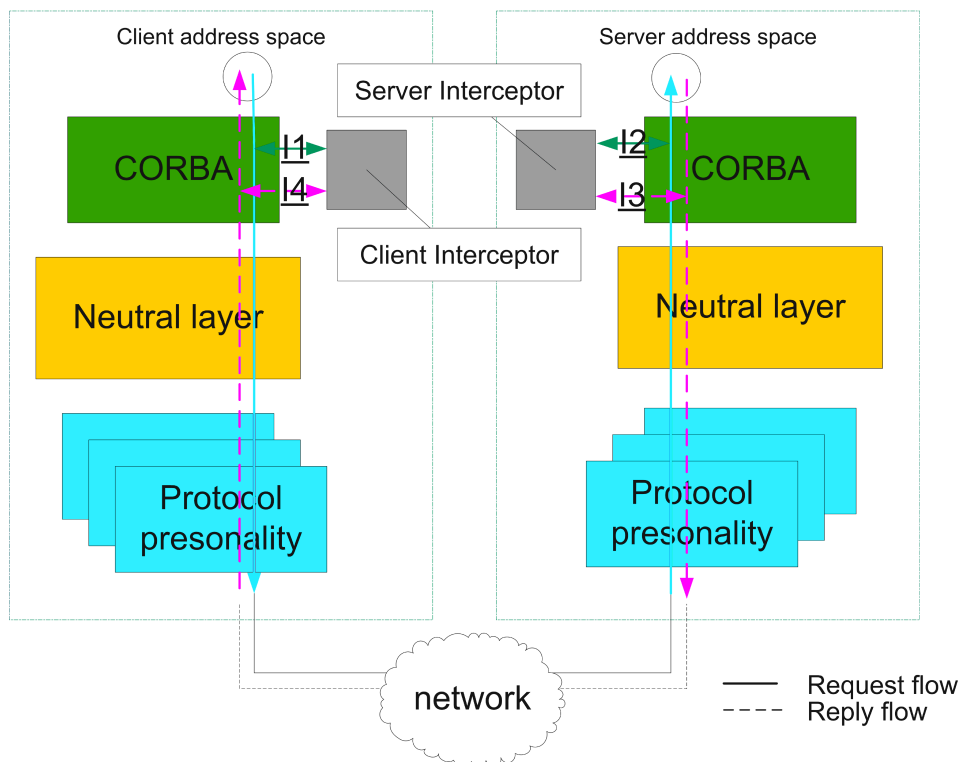 Client address space
Server address space
Server Interceptor
CORBA
I1
I4
I2
I3
CORBA
Client Interceptor
Neutral layer
Neutral layer
Protocol
presonality
Protocol
presonality
network
Request flow
Reply flow